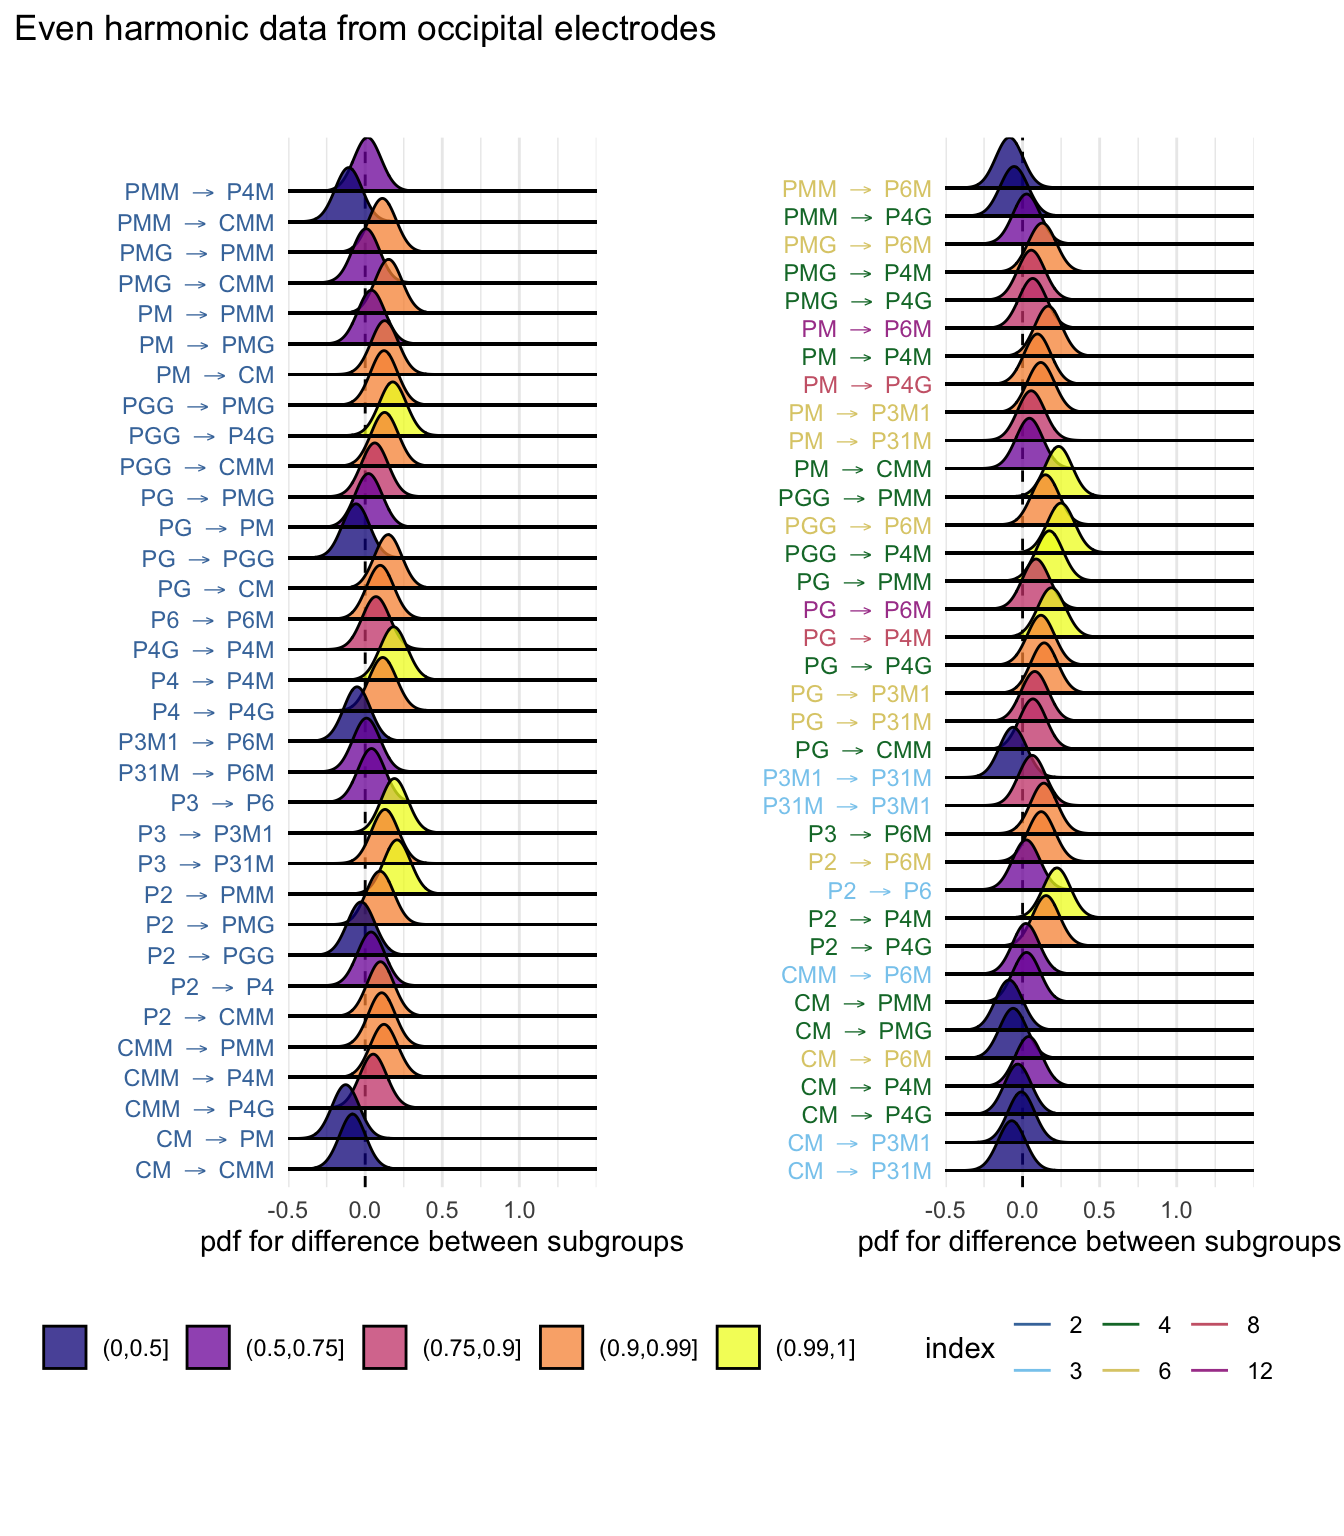 Even harmonic data from occipital electrodes
PMM → P4M
PMM → CMM
PMG → PMM
PMG → CMM
PM → PMM
PM → PMG
PM → CM
PGG → PMG
PGG → P4G
PGG → CMM
PG → PMG
PG → PM
PG → PGG
PG → CM
P6 → P6M
P4G → P4M
P4 → P4M
P4 → P4G
P3M1 → P6M
P31M → P6M
P3 → P6
P3 → P3M1
P3 → P31M
P2 → PMM
P2 → PMG
P2 → PGG
P2 → P4
P2 → CMM
CMM → PMM
CMM → P4M
CMM → P4G
CM → PM
CM → CMM
-0.5 0.0 0.5 1.0
pdf for difference between subgroups
PMM → P6M
PMM → P4G
PMG → P6M
PMG → P4M
PMG → P4G
PM → P6M
PM → P4M
PM → P4G
PM → P3M1
PM → P31M
PM → CMM
PGG → PMM
PGG → P6M
PGG → P4M
PG → PMM
PG → P6M
PG → P4M
PG → P4G
PG → P3M1
PG → P31M
PG → CMM
P3M1 → P31M
P31M → P3M1
P3 → P6M
P2 → P6M
P2 → P6
P2 → P4M
P2 → P4G
CMM → P6M
CM → PMM
CM → PMG
CM → P6M
CM → P4M
CM → P4G
CM → P3M1
CM → P31M
-0.5 0.0 0.5 1.0
pdf for difference between subgroups
(0,0.5] (0.5,0.75] (0.75,0.9] (0.9,0.99] (0.99,1]
index
2 4 8
3 6 12